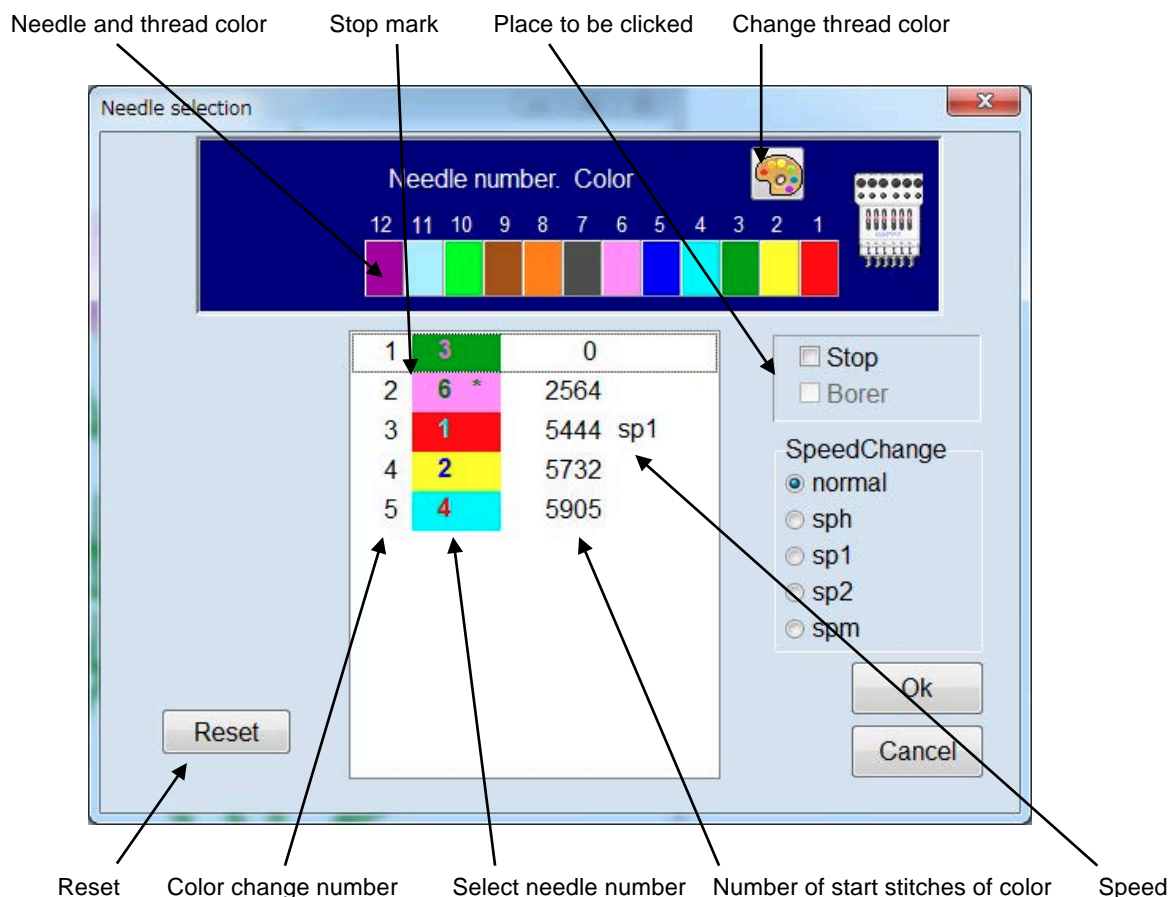 Needle and thread color Stop mark Place to be clicked Change thread color
Needle selection
Needle number. Color
12 11 10 9 8 7 6 5 4 3 2 1
1 3 0
2 6 * 2564
3 1 5444 sp1
4 2 5732
5 4 5905
Stop
Borer
SpeedChange
normal
sph
sp1
sp2
spm
Ok
Reset
Cancel
Reset Color change number Select needle number Number of start stitches of color Speed